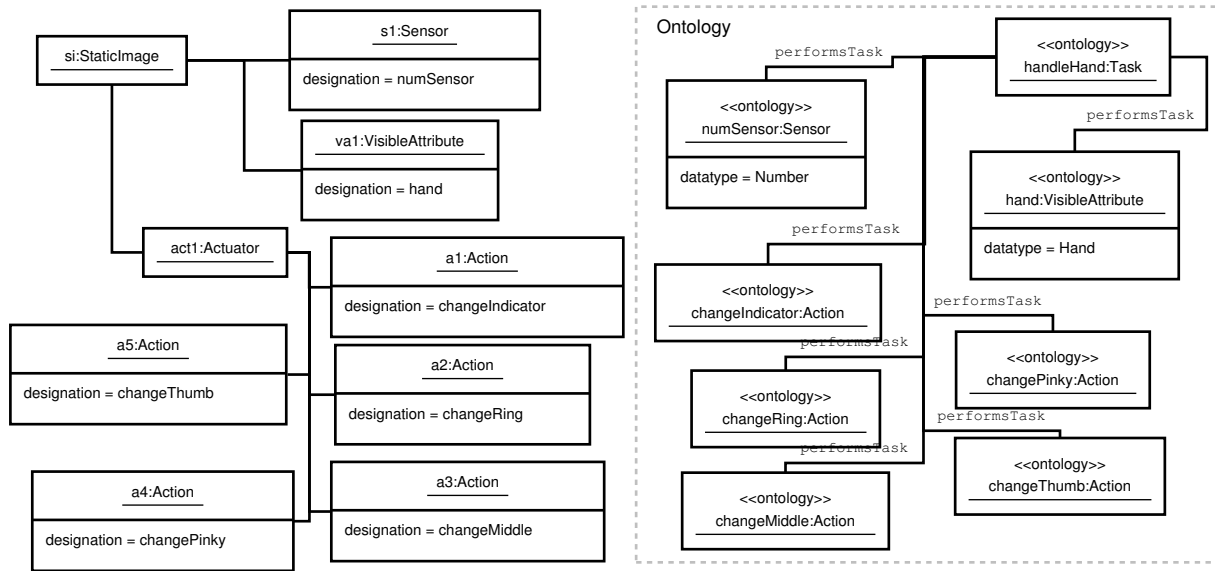 si:StaticImage
s1:Sensor
designation = numSensor
va1:VisibleAttribute
designation = hand
act1:Actuator
a1:Action
designation = changeIndicator
a5:Action
designation = changeThumb
a2:Action
designation = changeRing
a4:Action
designation = changePinky
a3:Action
designation = changeMiddle
Ontology
performsTask
<<ontology>>
handleHand:Task
<<ontology>>
numSensor:Sensor
datatype = Number
performsTask
<<ontology>>
hand:VisibleAttribute
datatype = Hand
performsTask
<<ontology>>
changeIndicator:Action
performsTask
<<ontology>>
changePinky:Action
performsTask
<<ontology>>
changeRing:Action
performsTask
<<ontology>>
changeThumb:Action
performsTask
<<ontology>>
changeMiddle:Action